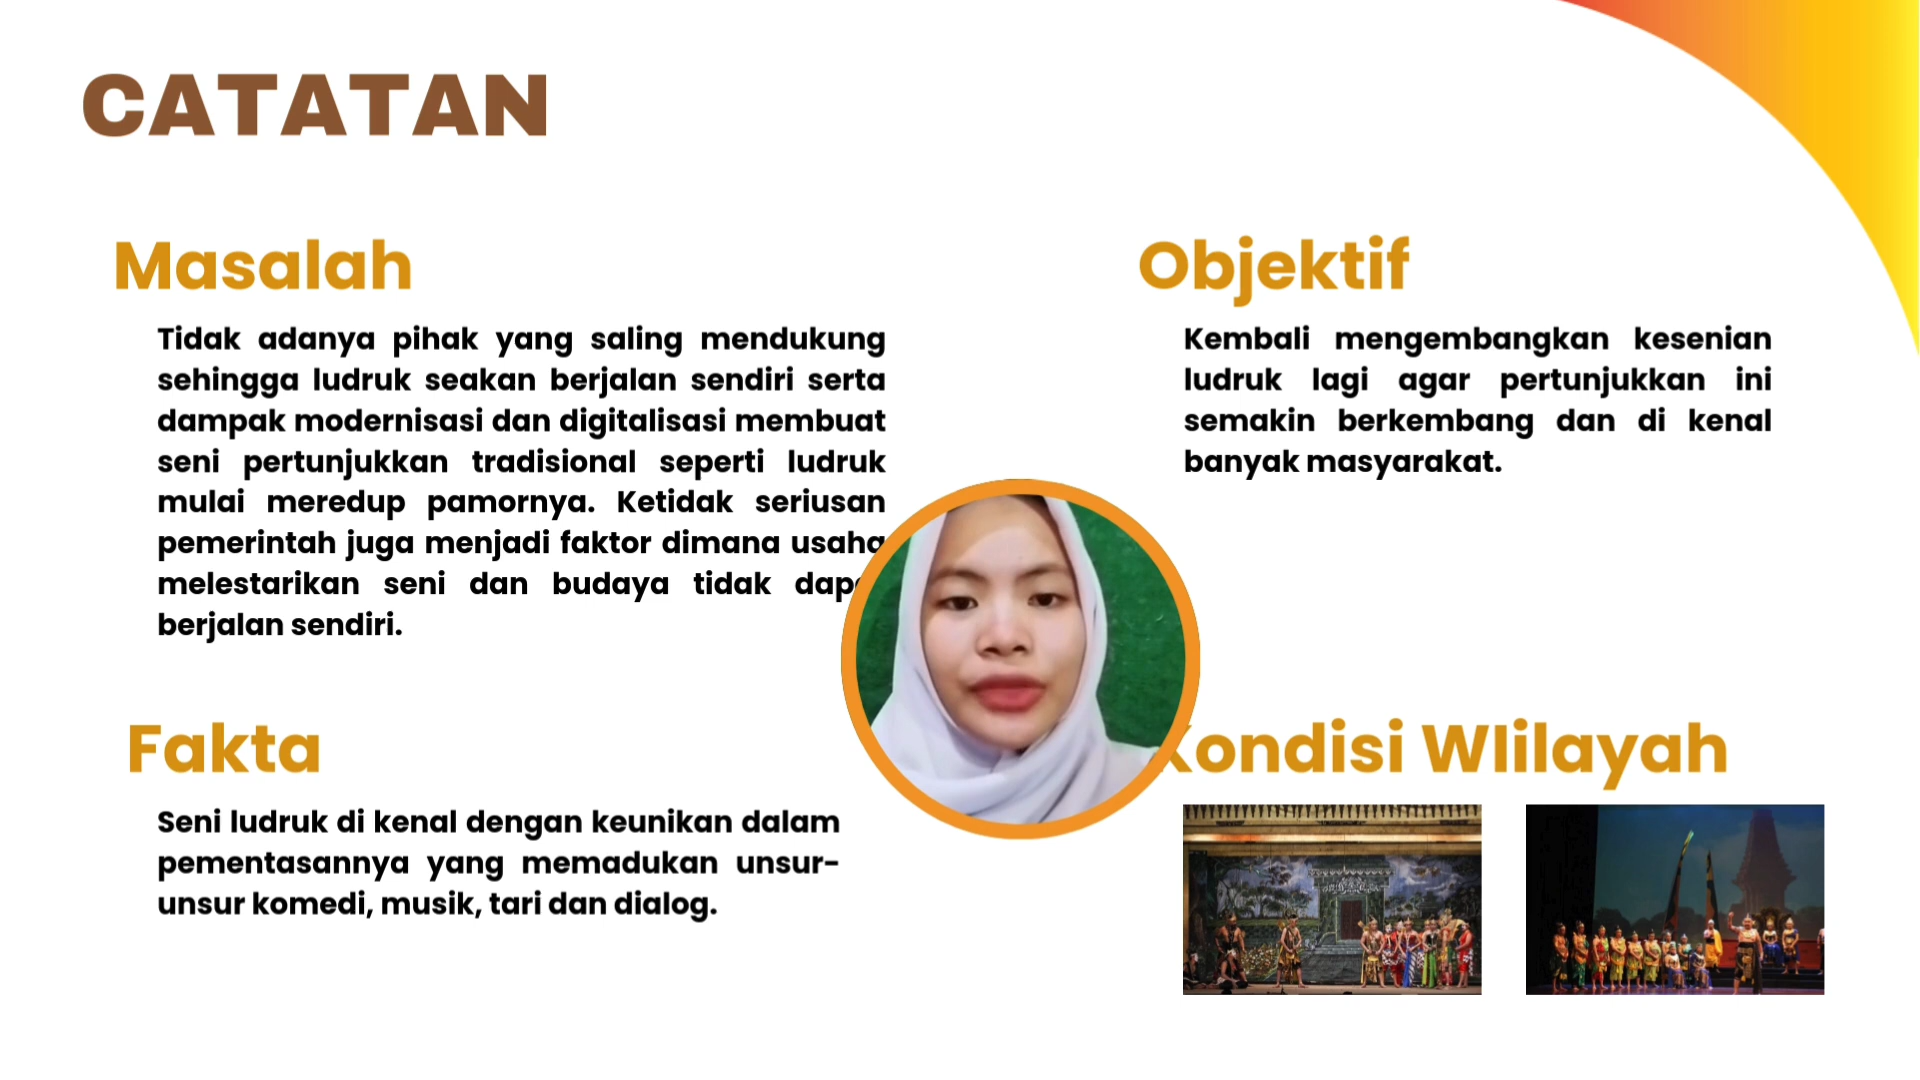 CATATAN
Masalah
Tidak adanya pihak yang saling mendukung
sehingga ludruk seakan berjalan sendiri serta
dampak modernisasi dan digitalisasi membuat
seni pertunjukkan tradisional seperti ludruk
mulai meredup pamornya. Ketidak seriusan
pemerintah juga menjadi faktor dimana usaha
melestarikan seni dan budaya tidak
berjalan sendiri.
Objektif
Kembali mengembangkan kesenian
ludruk lagi agar pertunjukkan ini
semakin berkembang dan di kenal
banyak masyarakat.
Fakta
Seni ludruk di kenal dengan keunikan dalam
pementasannya yang memadukan unsur-
unsur komedi, musik, tari dan dialog.
Kondisi WIilayah